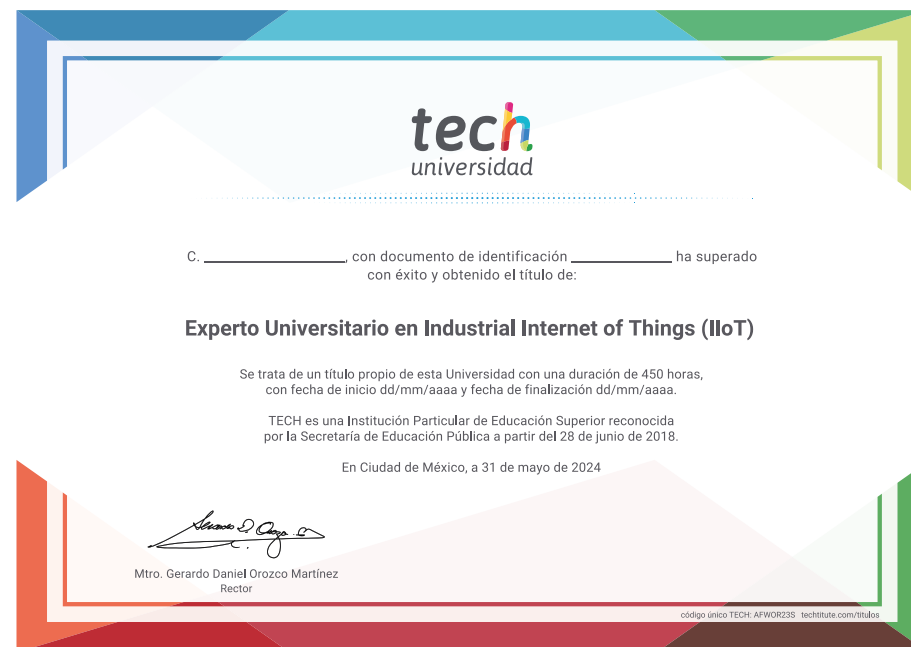 tech
universidad
C. ____________, con documento de identificación ____________ ha superado
con éxito y obtenido el título de:
Experto Universitario en Industrial Internet of Things (IIoT)
Se trata de un título propio de esta Universidad con una duración de 450 horas,
con fecha de inicio dd/mm/aaaa y fecha de finalización dd/mm/aaaa.
TECH es una Institución Particular de Educación Superior reconocida
por la Secretaría de Educación Pública a partir del 28 de junio de 2018.
En Ciudad de México, a 31 de mayo de 2024
Mtro. Gerardo Daniel Orozco Martínez
Rector
código único TECH: AFWOR23S techtitute.com/titulos